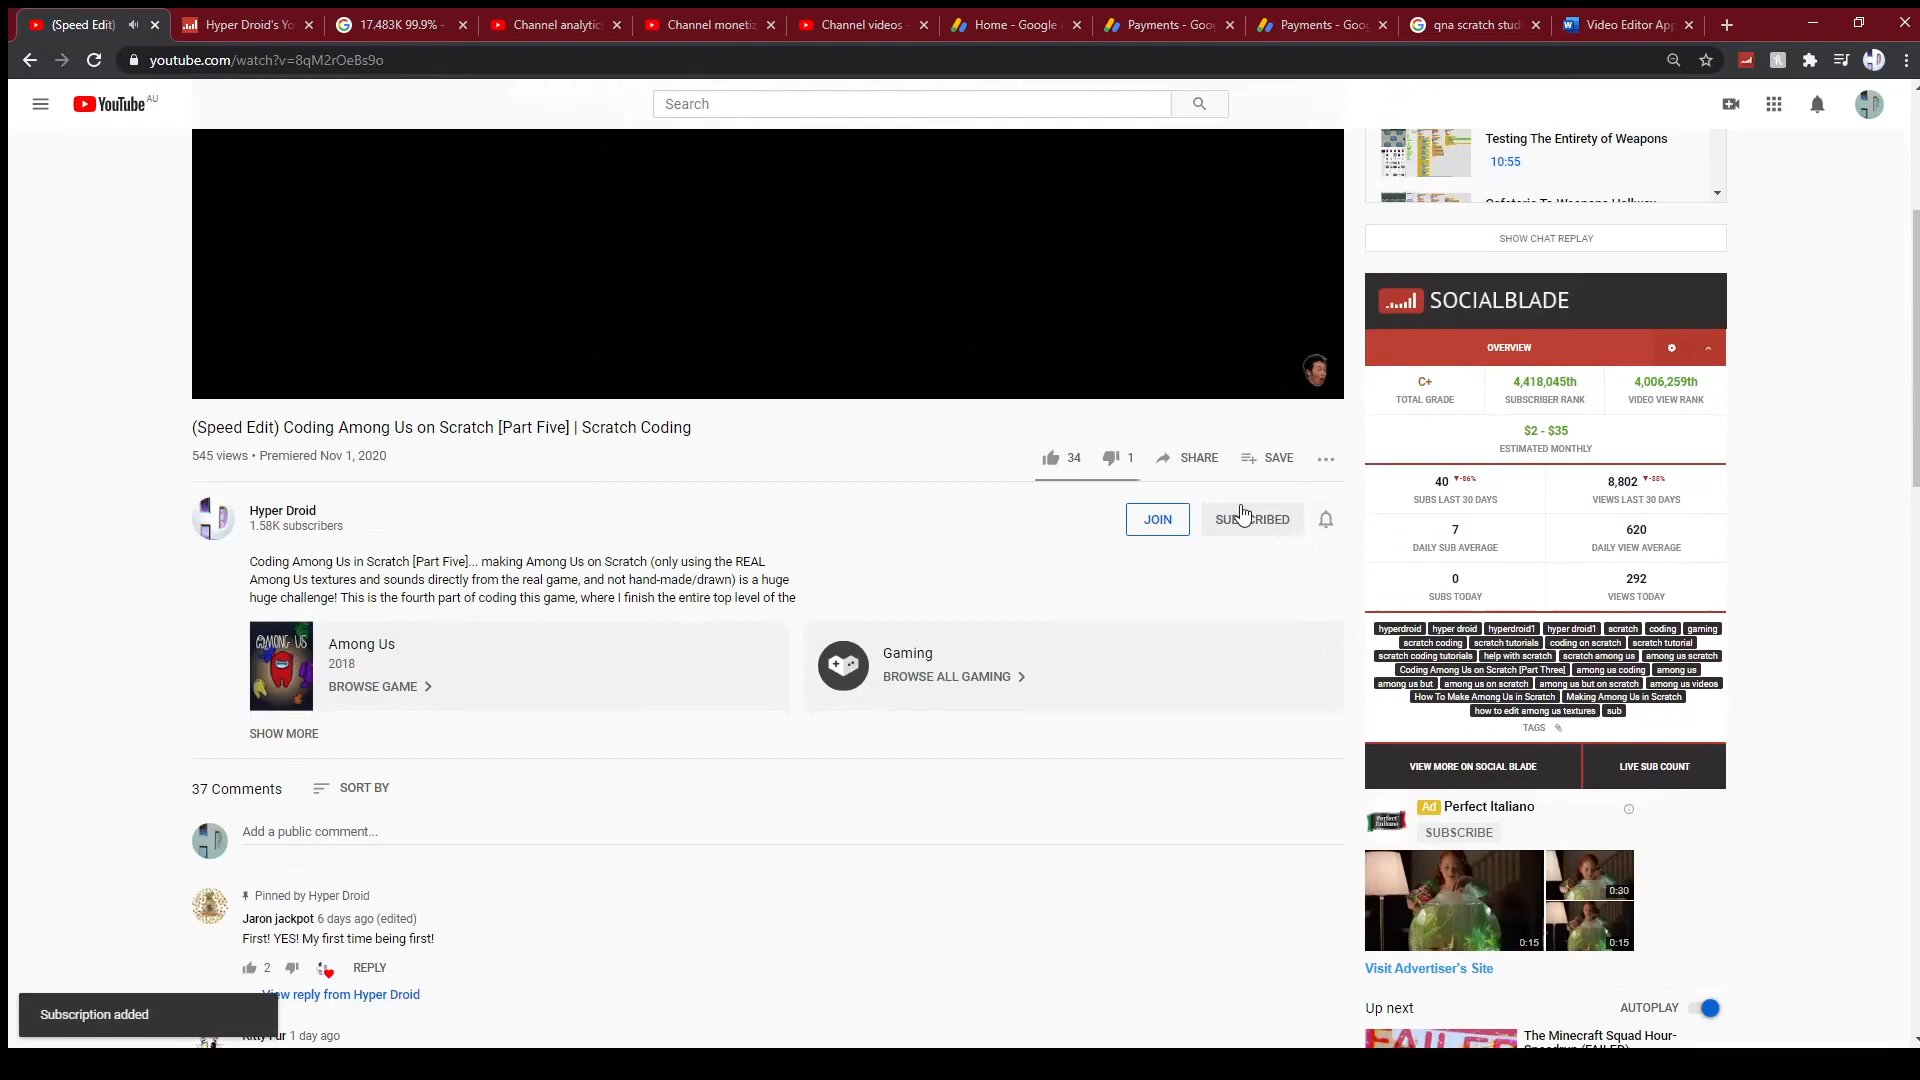 (Speed Edit)
Hyper Droid's Yo
17.483K 99.9% -
Channel analytic
Channel moneti
Channel videos
Home - Google
Payments - Goog
Payments - Goog
qna scratch stud
Video Editor App
youtube.com/watch?v=8qM2rOeBs9o
YouTube AU
Search
Testing The Entirety of Weapons
10:55
SHOW CHAT REPLAY
SOCIALBLADE
OVERVIEW
C+
TOTAL GRADE
4,418,045th
SUBSCRIBER RANK
4,006,259th
VIDEO VIEW RANK
$2 - $35
ESTIMATED MONTHLY
40 ▼-86%
SUBS LAST 30 DAYS
8,802 ▼-88%
VIEWS LAST 30 DAYS
7
DAILY SUB AVERAGE
620
DAILY VIEW AVERAGE
0
SUBS TODAY
292
VIEWS TODAY
hyperdroid hyper droid hyperdroid1 hyper droid1 scratch coding gaming
scratch coding scratch tutorials coding on scratch scratch tutorial
scratch coding tutorials help with scratch scratch among us among us scratch
Coding Among Us on Scratch [Part Three] among us coding among us
among us but among us on scratch among us but on scratch among us videos
How To Make Among Us in Scratch Making Among Us in Scratch
how to edit among us textures sub
TAGS
VIEW MORE ON SOCIAL BLADE
LIVE SUB COUNT
(Speed Edit) Coding Among Us on Scratch [Part Five] | Scratch Coding
545 views • Premiered Nov 1, 2020
34
1
SHARE
SAVE
Hyper Droid
1.58K subscribers
JOIN
SUBSCRIBED
Coding Among Us in Scratch [Part Five]... making Among Us on Scratch (only using the REAL
Among Us textures and sounds directly from the real game, and not hand-made/drawn) is a huge
huge challenge! This is the fourth part of coding this game, where I finish the entire top level of the
AMONG US
Among Us
2018
BROWSE GAME
Gaming
BROWSE ALL GAMING
SHOW MORE
37 Comments
SORT BY
Add a public comment...
Pinned by Hyper Droid
Jaron jackpot 6 days ago (edited)
First! YES! My first time being first!
2
REPLY
View reply from Hyper Droid
Subscription added
1 day ago
Perfect Italiano
Ad Perfect Italiano
SUBSCRIBE
0:15
0:30
0:15
Visit Advertiser's Site
Up next
AUTOPLAY
FAILED
The Minecraft Squad Hour-